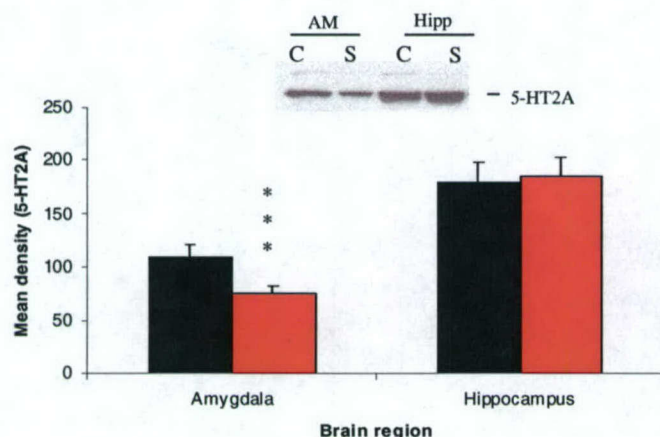 AM Hipp
C S C S
5-HT2A
250
200
150
100
50
0
Mean density (5-HT2A)
* * *
Amygdala Hippocampus
Brain region